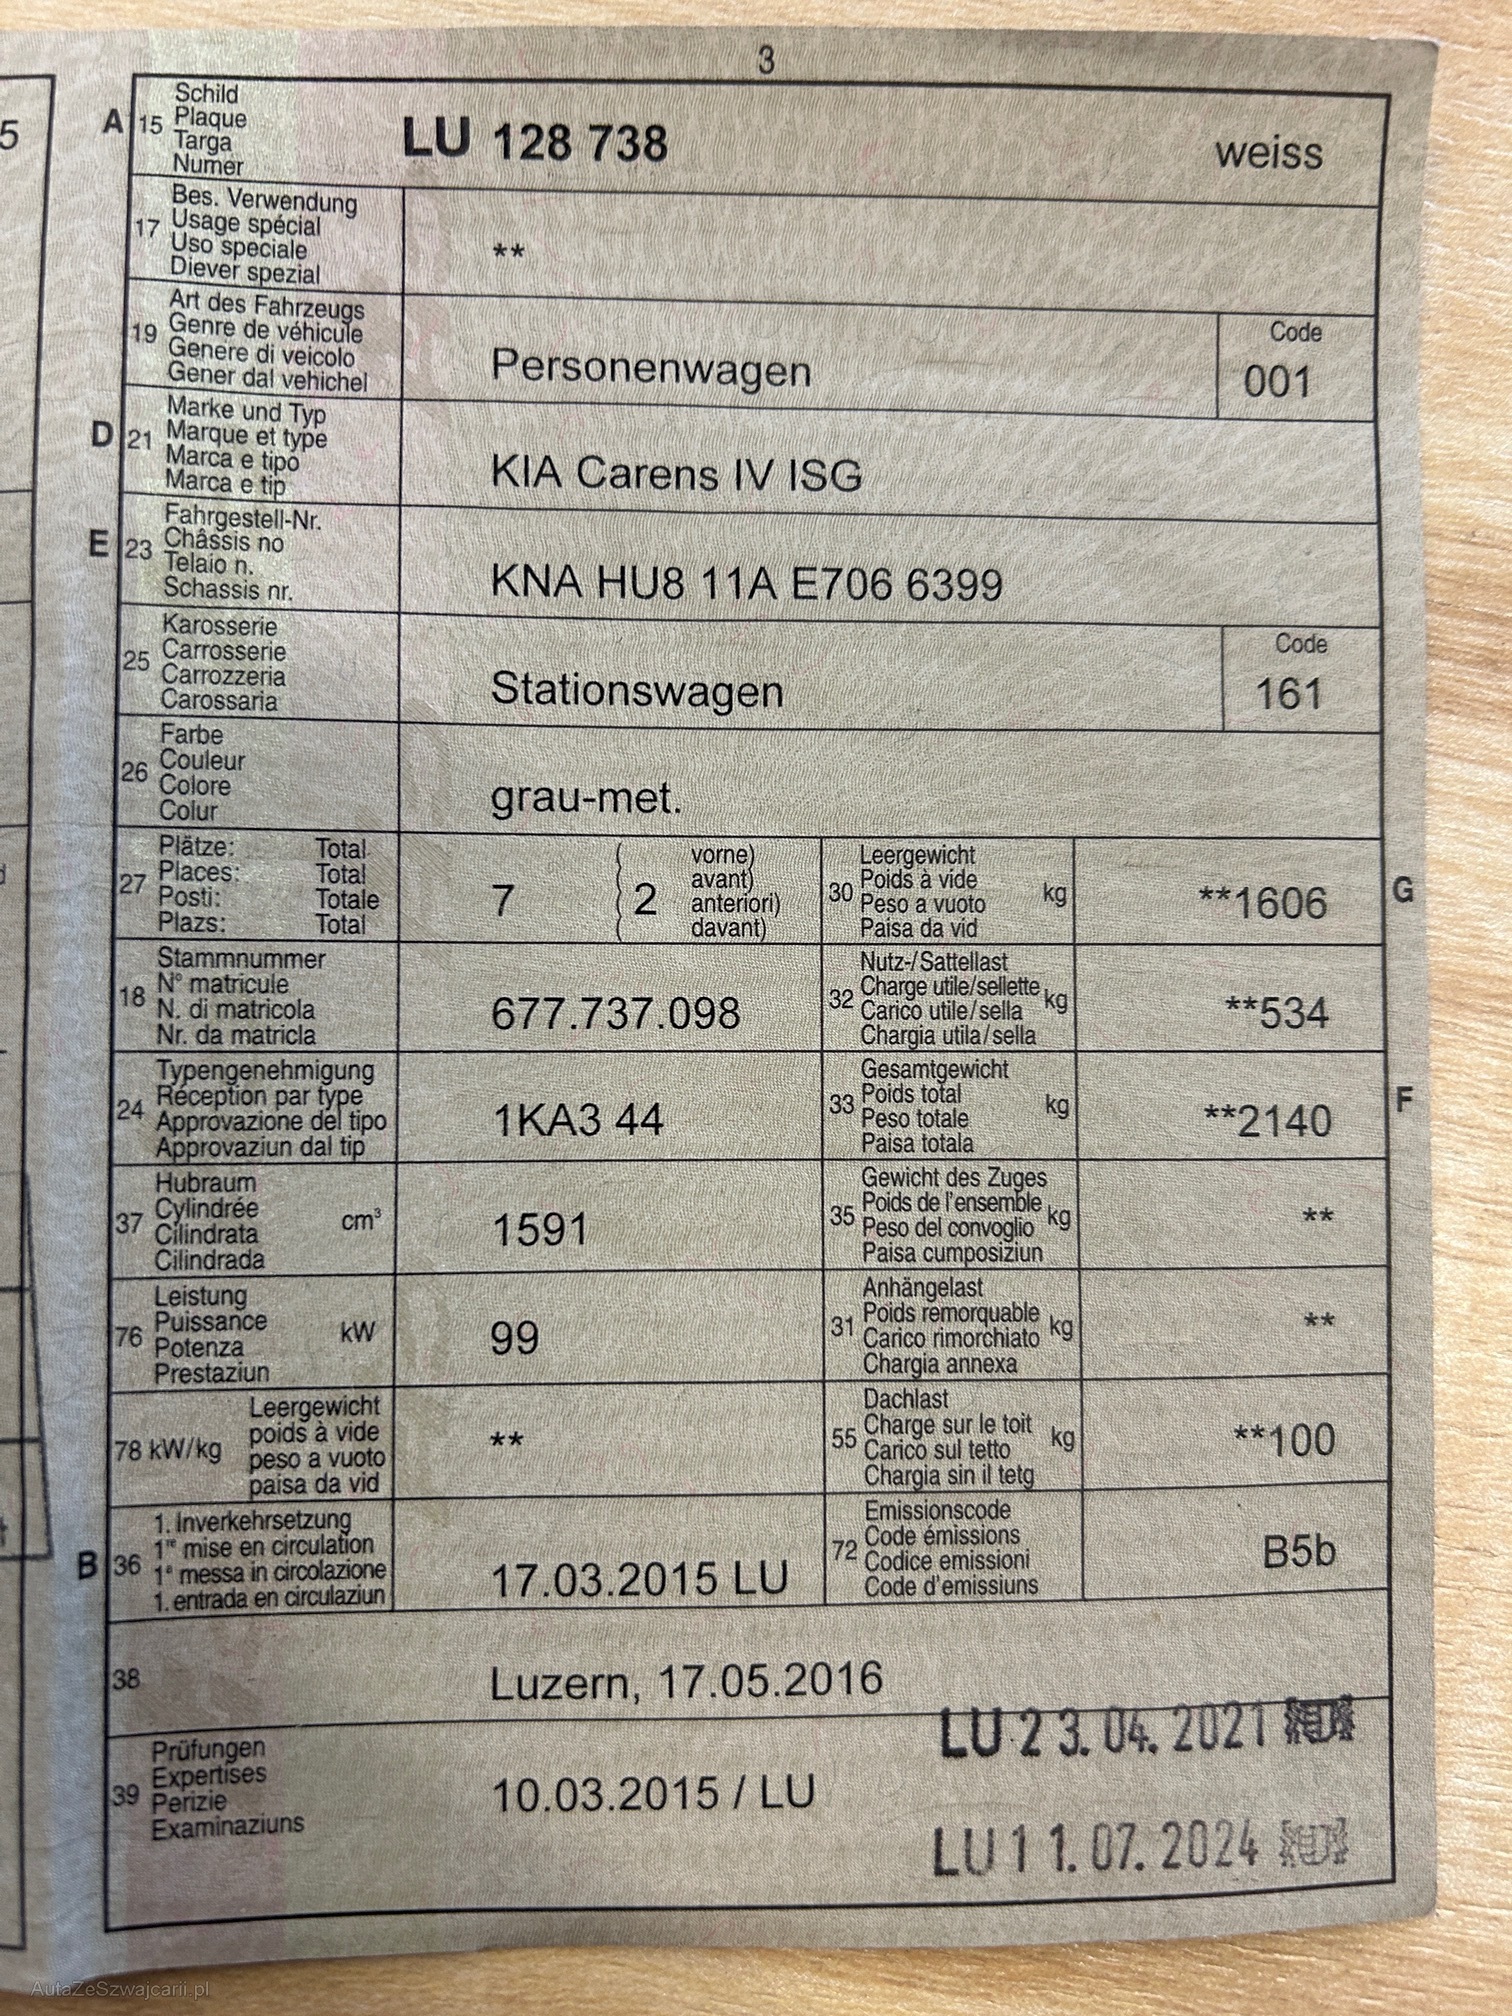 3
A 15 Schild
Plaque
Targa
Numer
LU 128 738 weiss
17 Bes. Verwendung
Usage spécial
Uso speciale
Diever spezial
**
19 Art des Fahrzeugs
Genre de véhicule
Genere di veicolo
Gener dal vehichel
Personenwagen
Code
001
D 21 Marke und Typ
Marque et type
Marca e tipo
Marca e tip
KIA Carens IV ISG
E 23 Fahrgestell-Nr.
Châssis no
Telaio n.
Schassis nr.
KNA HU8 11A E706 6399
25 Karosserie
Carrosserie
Carrozzeria
Carossaria
Stationswagen
Code
161
26 Farbe
Couleur
Colore
Colur
grau-met.
27 Plätze: Total
Places: Total
Posti: Totale
Plazs: Total
7 ( 2 vorne)
avant)
anteriori)
davant)
30 Leergewicht
Poids à vide
Peso a vuoto
Paisa da vid
kg
**1606
G
18 Stammnummer
N° matricule
N. di matricola
Nr. da matricla
677.737.098
32 Nutz-/Sattellast
Charge utile/sellette
Carico utile/sella
Chargia utila/sella
kg
**534
24 Typengenehmigung
Réception par type
Approvazione del tipo
Approvaziun dal tip
1KA3 44
33 Gesamtgewicht
Poids total
Peso totale
Paisa totala
kg
**2140
F
37 Hubraum
Cylindrée
Cilindrata
Cilindrada
cm³
1591
35 Gewicht des Zuges
Poids de l'ensemble
Peso del convoglio
Paisa cumposiziun
kg
**
76 Leistung
Puissance
Potenza
Prestaziun
kW
99
31 Anhängelast
Poids remorquable
Carico rimorchiato
Chargia annexa
kg
**
78 kW/kg Leergewicht
poids à vide
peso a vuoto
paisa da vid
**
55 Dachlast
Charge sur le toit
Carico sul tetto
Chargia sin il tetg
kg
**100
B 36 1. Inverkehrsetzung
1re mise en circulation
1a messa in circolazione
1. entrada en circulaziun
17.03.2015 LU
72 Emissionscode
Code émissions
Codice emissioni
Code d'emissiuns
B5b
38 Luzern, 17.05.2016
LU 23.04.2021
39 Prüfungen
Expertises
Perizie
Examinaziuns
10.03.2015 / LU
LU 11.07.2024
5
AutaZeSzwajcarii.pl